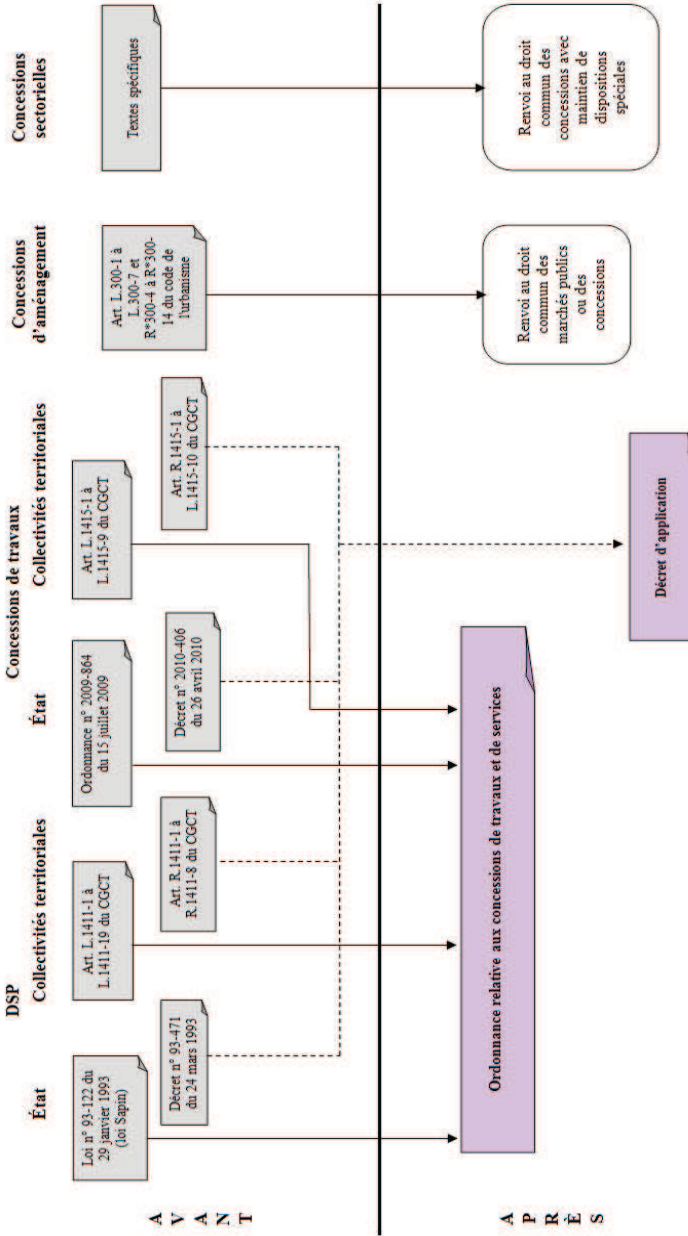 DSP
Concessions de travaux
Concessions
d'aménagement
Concessions
sectorielles
État
Collectivités territoriales
État
Collectivités territoriales
A
V
A
N
T
Loi n° 93-122 du
29 janvier 1993
(loi Sapin)
Art. L.1411-1 à
L.1411-19 du CGCT
Ordonnance n° 2009-864
du 15 juillet 2009
Art. L.1415-1 à
L.1415-9 du CGCT
Art. L.300-1 à
L.300-7 et
R*300-4 à R*300-
14 du code de
l'urbanisme
Textes spécifiques
Décret n° 93-471
du 24 mars 1993
Art. R.1411-1 à
R.1411-8 du CGCT
Décret n° 2010-406
du 26 avril 2010
Art. R.1415-1 à
L.1415-10 du CGCT
A
P
R
È
S
Ordonnance relative aux concessions de travaux et de services
Renvoi au droit
commun des
marchés publics
ou des
concessions
Renvoi au droit
commun des
concessions avec
maintien de
dispositions
spéciales
Décret d'application